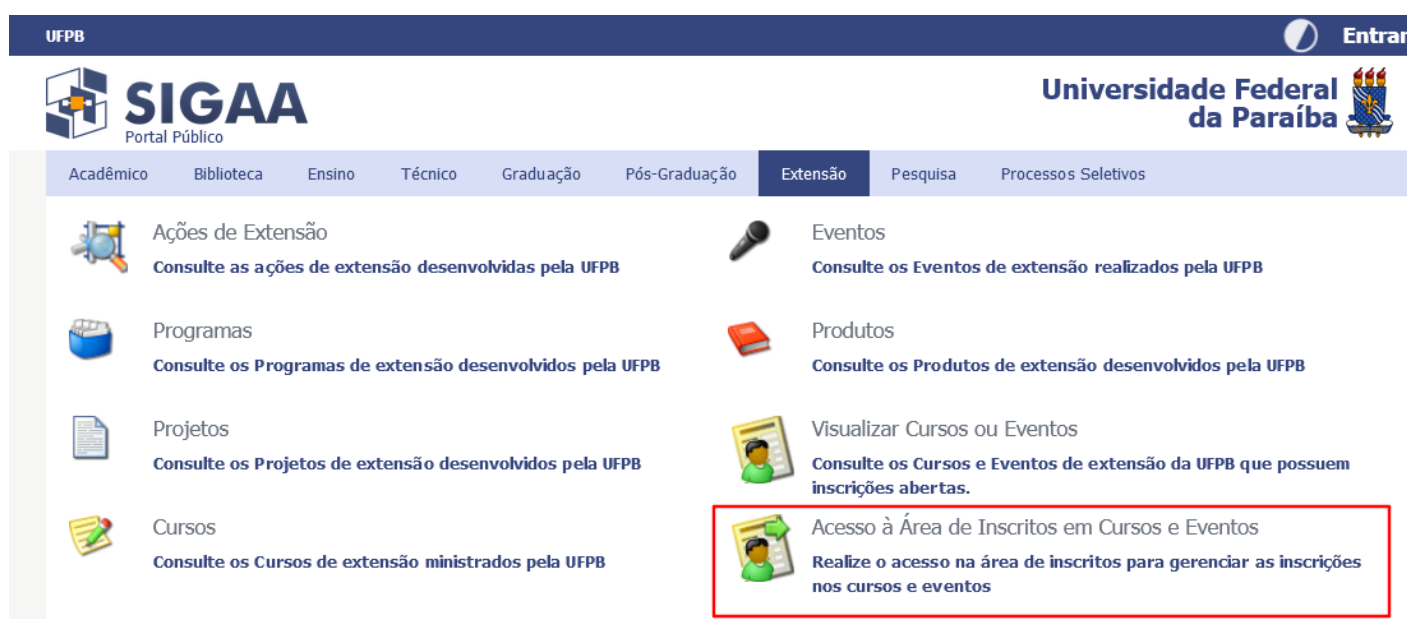 UFPB
Entrar
SIGAA
Portal Público
Universidade Federal
da Paraíba
Acadêmico Biblioteca Ensino Técnico Graduação Pós-Graduação Extensão Pesquisa Processos Seletivos
Ações de Extensão
Consulte as ações de extensão desenvolvidas pela UFPB
Eventos
Consulte os Eventos de extensão realizados pela UFPB
Programas
Consulte os Programas de extensão desenvolvidos pela UFPB
Produtos
Consulte os Produtos de extensão desenvolvidos pela UFPB
Projetos
Consulte os Projetos de extensão desenvolvidos pela UFPB
Visualizar Cursos ou Eventos
Consulte os Cursos e Eventos de extensão da UFPB que possuem
inscrições abertas.
Cursos
Consulte os Cursos de extensão ministrados pela UFPB
Acesso à Área de Inscritos em Cursos e Eventos
Realize o acesso na área de inscritos para gerenciar as inscrições
nos cursos e eventos